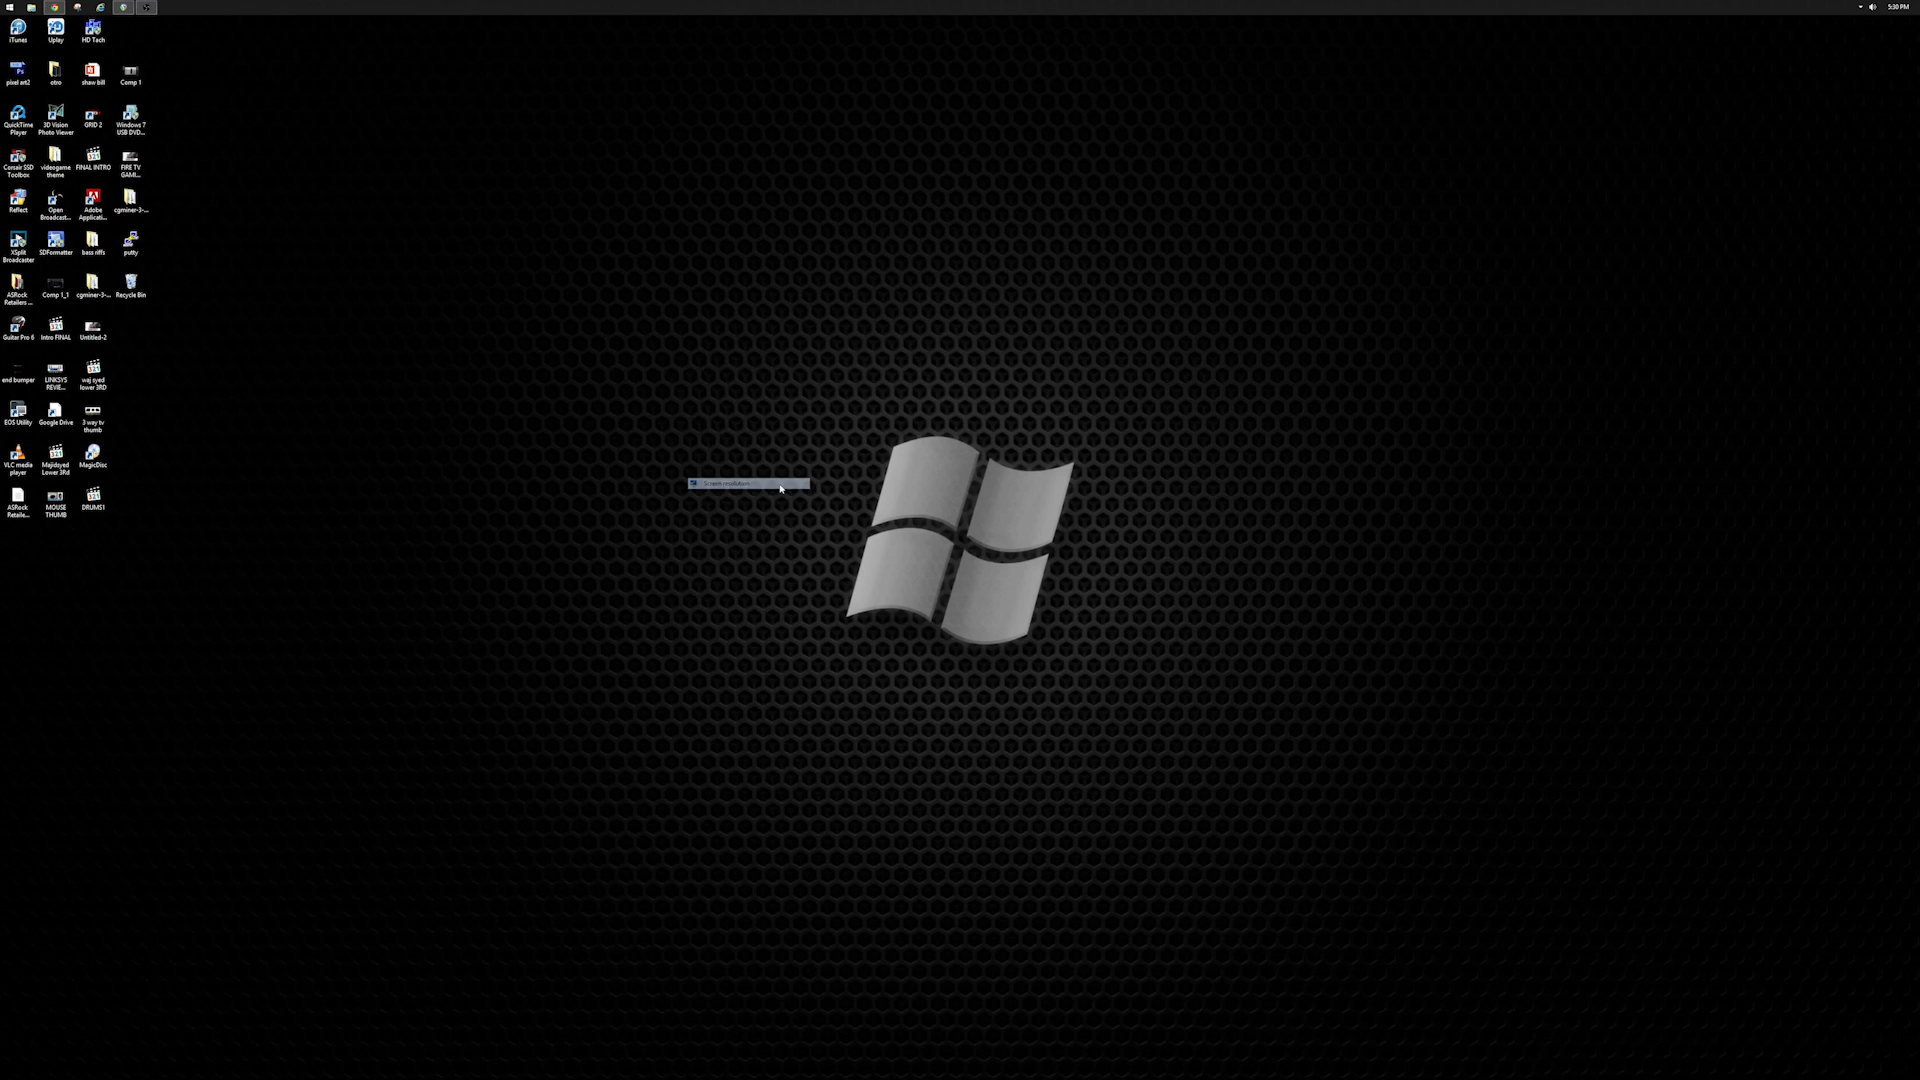 5:30 PM
iTunes
Uplay
HD Tach
pixel art2
otro
shaw bill
Comp 1
QuickTime
Player
3D Vision
Photo Viewer
GRID 2
Windows 7
USB DVD...
Corsair SSD
Toolbox
videogame
theme
FINAL INTRO
FIRE TV
GAMI...
Reflect
Open
Broadcast...
Adobe
Applicati...
cgminer-3-...
XSplit
Broadcaster
SDFormatter
bass riffs
putty
ASRock
Retailers ...
Comp 1_1
cgminer-3-...
Recycle Bin
Guitar Pro 6
Intro FINAL
Untitled-2
end bumper
LINKSYS
REVIE...
waj syed
lower 3RD
EOS Utility
Google Drive
3 way tv
thumb
VLC media
player
Majidsyed
Lower 3Rd
MagicDisc
Screen resolution
ASRock
Retaile...
MOUSE
THUMB
DRUMS1